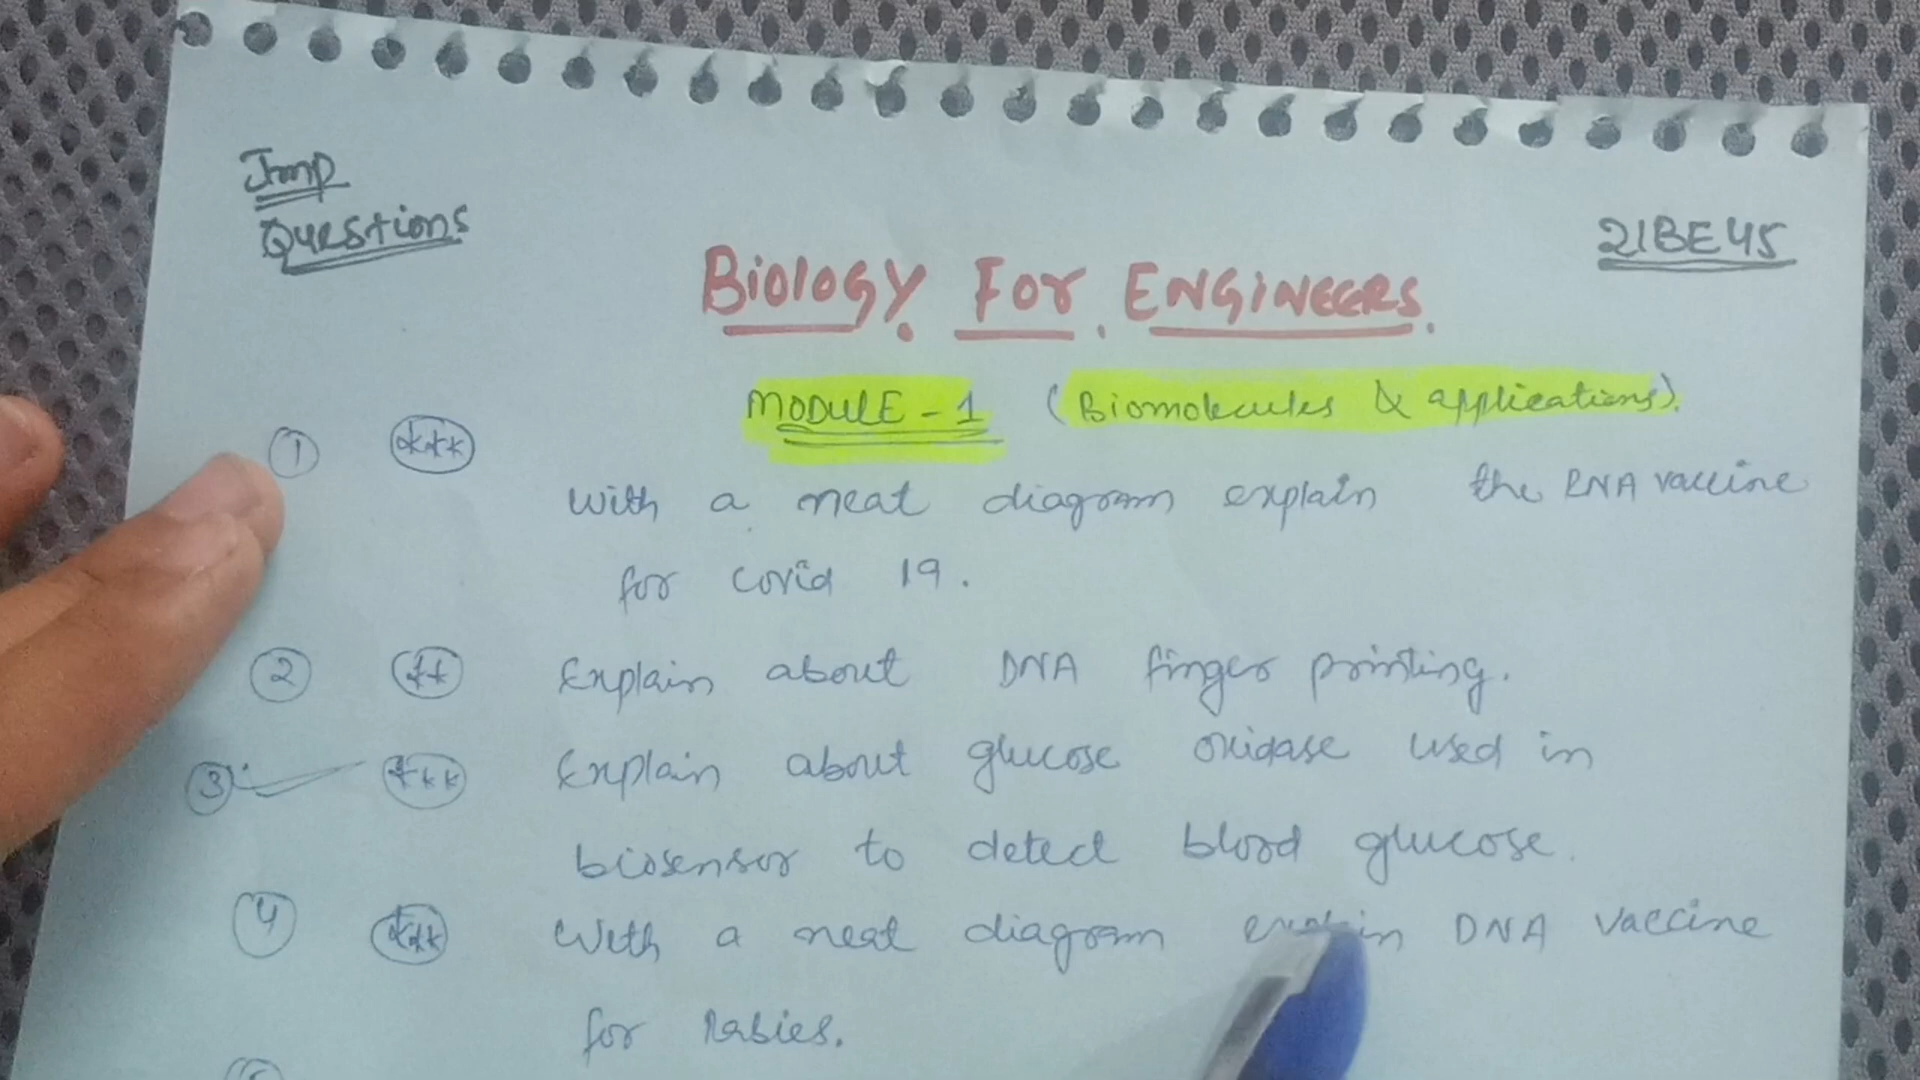 Imp
Questions
21BE45
Biology For Engineers.
MODULE-1 (Biomolecules & applications).
1 *** With a neat diagram explain the RNA vaccine
for covid 19.
2 ** Explain about DNA finger printing.
3 *** Explain about glucose oxidase used in
biosensor to detect blood glucose.
4 *** With a neat diagram explain DNA vaccine
for Rabies.